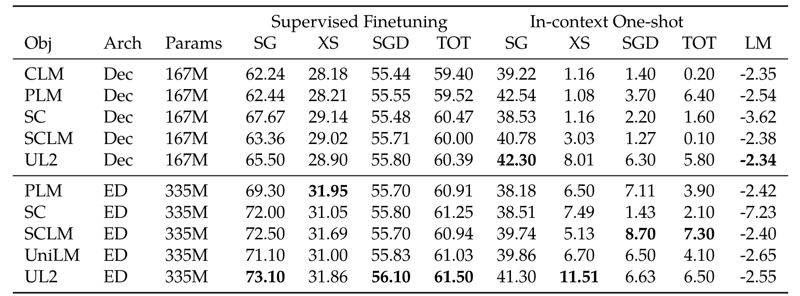 Supervised Finetuning In-context One-shot
Obj Arch Params SG XS SGD TOT SG XS SGD TOT LM
CLM Dec 167M 62.24 28.18 55.44 59.40 39.22 1.16 1.40 0.20 -2.35
PLM Dec 167M 62.44 28.21 55.55 59.52 42.54 1.08 3.70 6.40 -2.54
SC Dec 167M 67.67 29.14 55.48 60.47 38.53 1.16 2.20 1.60 -3.62
SCLM Dec 167M 63.36 29.02 55.71 60.00 40.78 3.03 1.27 0.10 -2.38
UL2 Dec 167M 65.50 28.90 55.80 60.39 42.30 8.01 6.30 5.80 -2.34
PLM ED 335M 69.30 31.95 55.70 60.91 38.18 6.50 7.11 3.90 -2.42
SC ED 335M 72.00 31.05 55.80 61.25 38.51 7.49 1.43 2.10 -7.23
SCLM ED 335M 72.50 31.69 55.70 60.94 39.74 5.13 8.70 7.30 -2.40
UniLM ED 335M 71.10 31.00 55.83 61.03 39.86 6.70 6.50 4.10 -2.65
UL2 ED 335M 73.10 31.86 56.10 61.50 41.30 11.51 6.63 6.50 -2.55